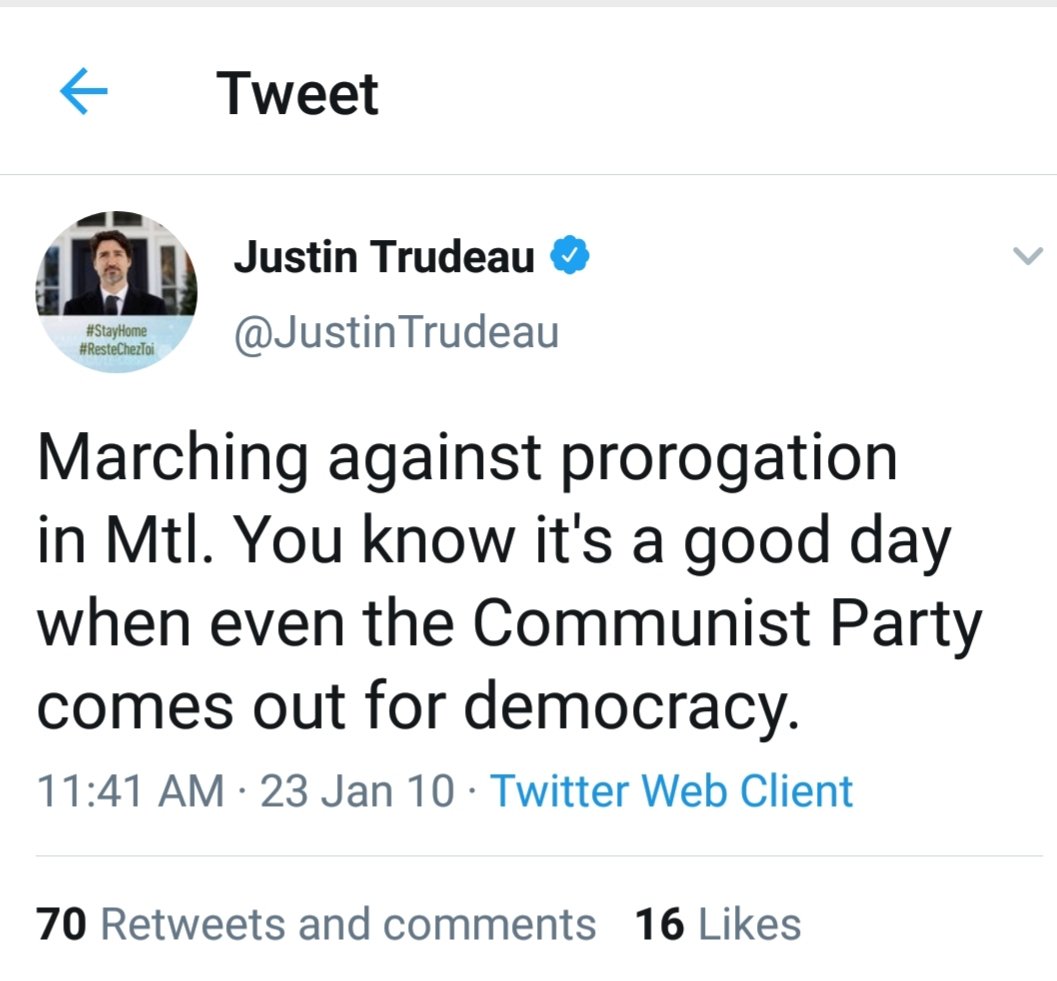 Tweet
Justin Trudeau
@JustinTrudeau
#StayHome
#ResteChezToi
Marching against prorogation
in Mtl. You know it's a good day
when even the Communist Party
comes out for democracy.
11:41 AM · 23 Jan 10 · Twitter Web Client
70 Retweets and comments 16 Likes